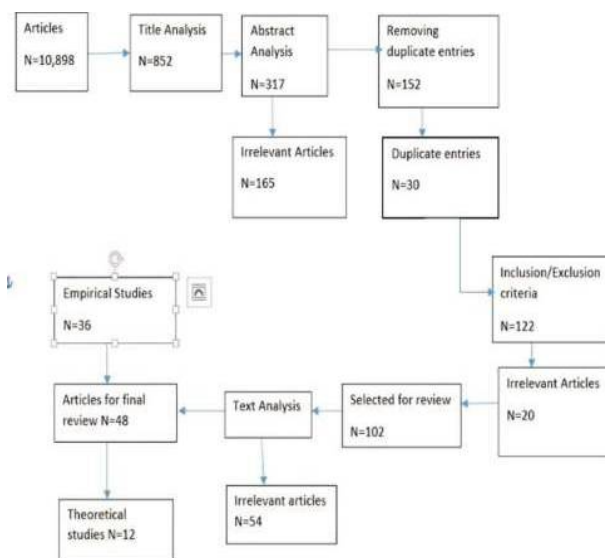 Articles
N=10,898
Title Analysis
N=852
Abstract
Analysis
N=317
Removing
duplicate entries
N=152
Irrelevant Articles
N=165
Duplicate entries
N=30
Inclusion/Exclusion
criteria
N=122
Empirical Studies
N=36
Articles for final
review N=48
Text Analysis
Selected for review
N=102
Irrelevant Articles
N=20
Theoretical
studies N=12
Irrelevant articles
N=54